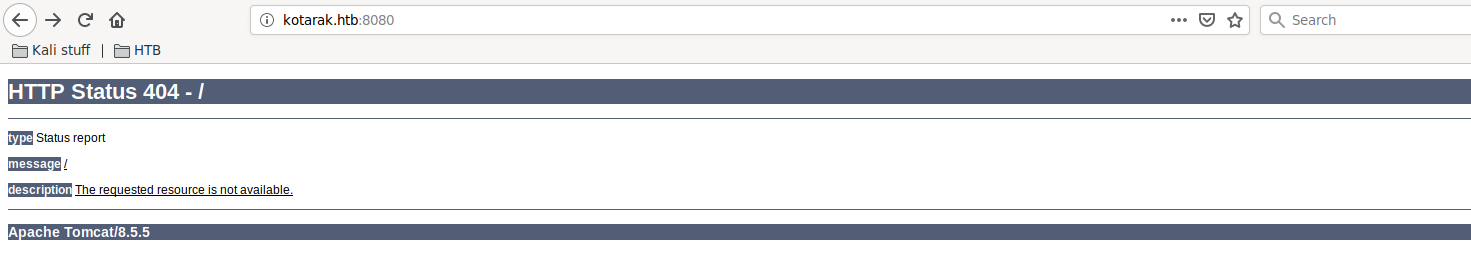 kotarak.htb:8080
Search
Kali stuff | HTB
HTTP Status 404 - /
type Status report
message /
description The requested resource is not available.
Apache Tomcat/8.5.5